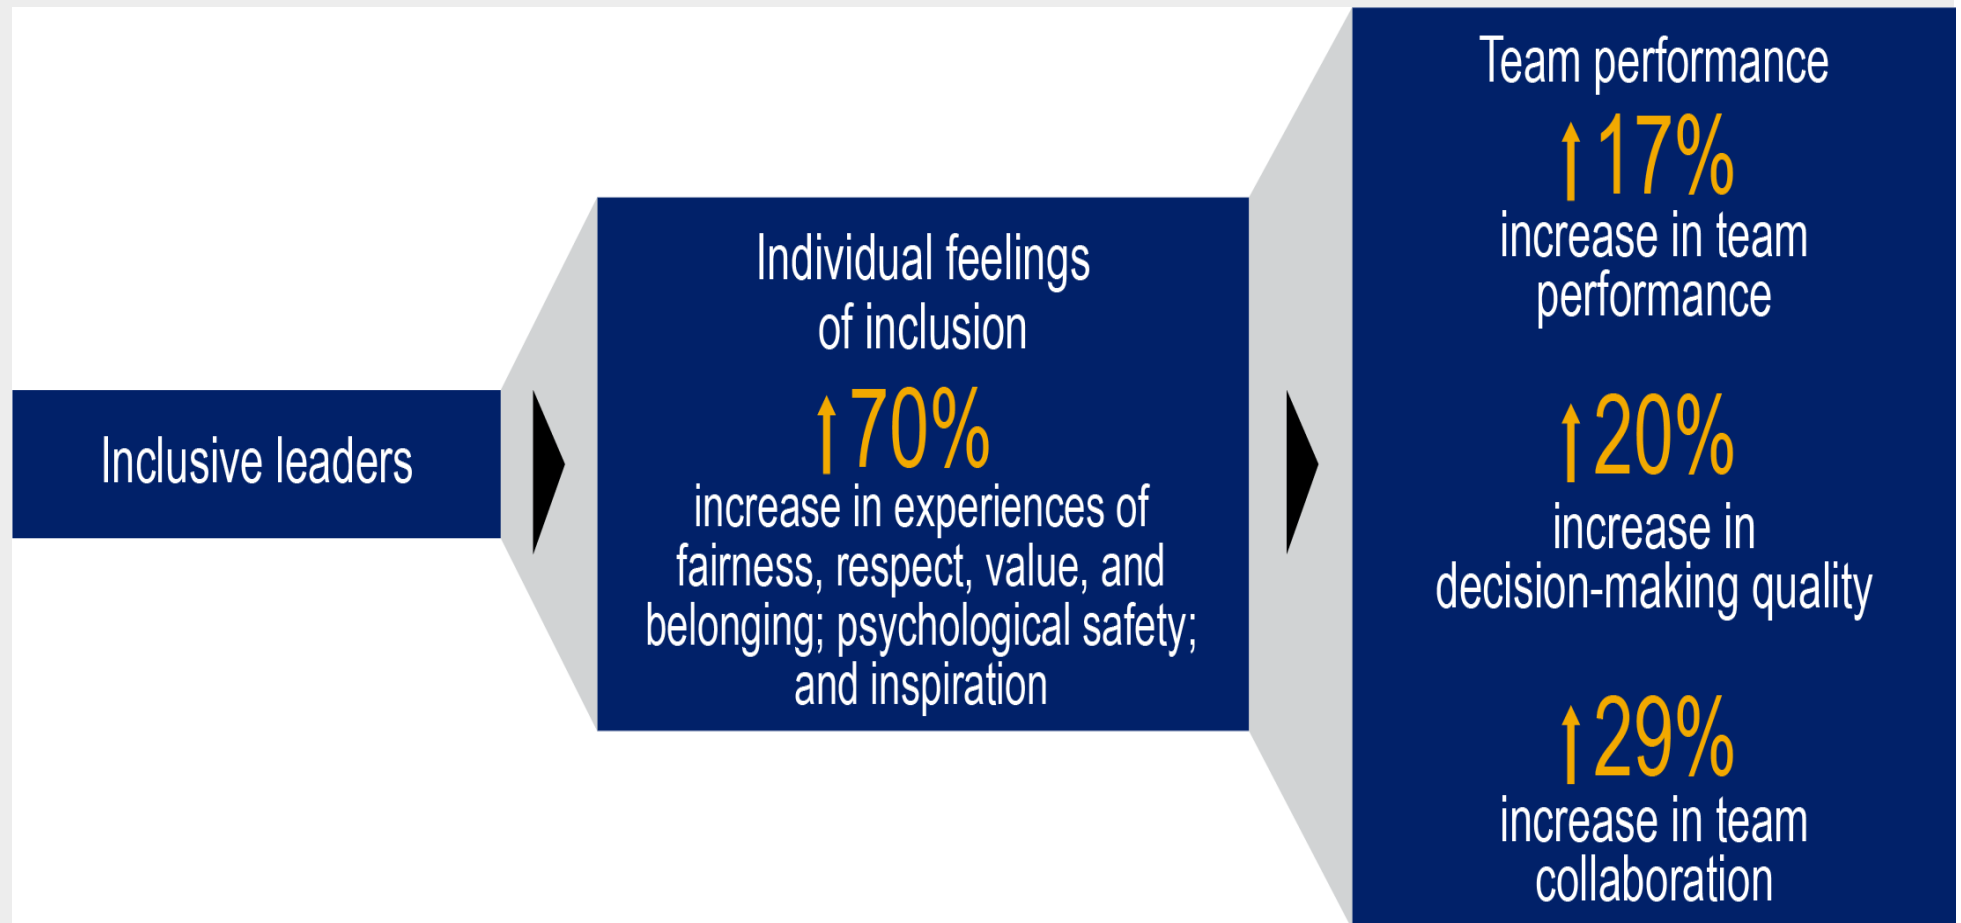 Inclusive leaders
Individual feelings
of inclusion
↑70%
increase in experiences of
fairness, respect, value, and
belonging; psychological safety;
and inspiration
Team performance
↑17%
increase in team
performance
↑20%
increase in
decision-making quality
↑29%
increase in team
collaboration